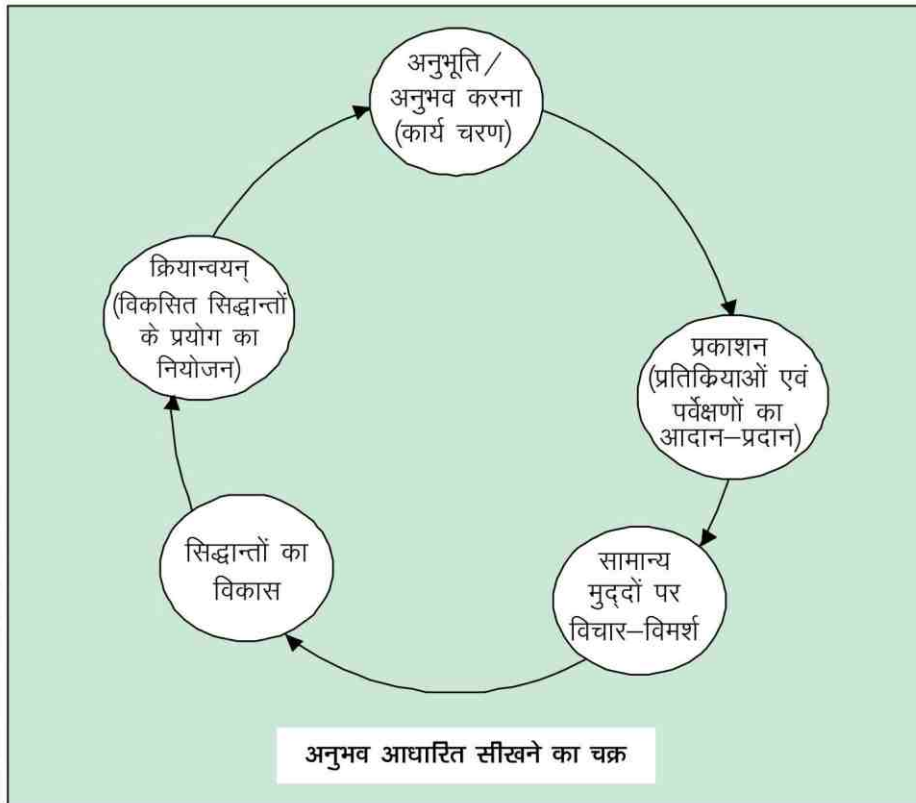 अनुभूति/
अनुभव करना
(कार्य चरण)
प्रकाशन
(प्रतिकियाओं एवं
पर्वेक्षणों का
आदान–प्रदान)
सामान्य
मुद्‌दों पर
विचार–विमर्श
सिद्धान्तों का
विकास
क्रियान्वयन्
(विकसित सिद्धान्तों
के प्रयोग का
नियोजन)
अनुभव आधारित सीखने का चक्र